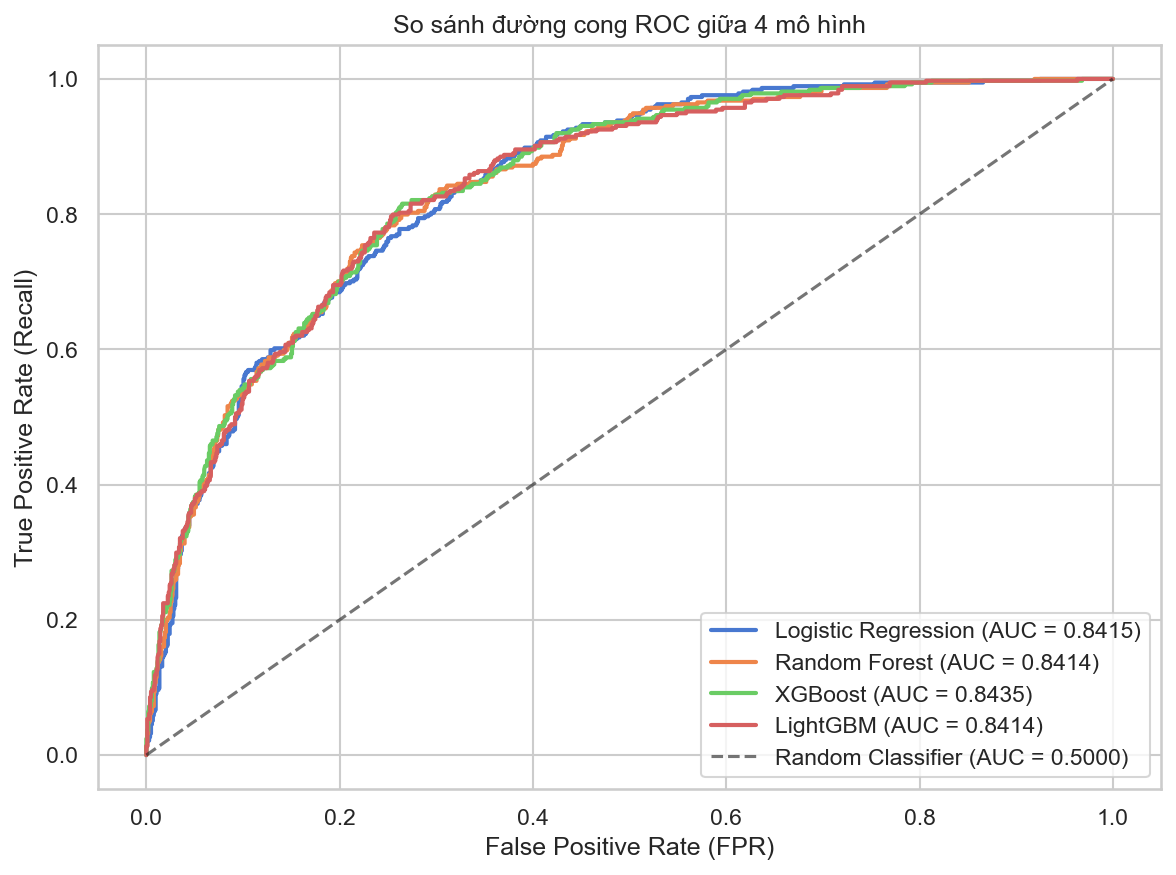 So sánh đường cong ROC giữa 4 mô hình
True Positive Rate (Recall)
1.0
0.8
0.6
0.4
0.2
0.0
Logistic Regression (AUC = 0.8415)
Random Forest (AUC = 0.8414)
XGBoost (AUC = 0.8435)
LightGBM (AUC = 0.8414)
Random Classifier (AUC = 0.5000)
0.0 0.2 0.4 0.6 0.8 1.0
False Positive Rate (FPR)